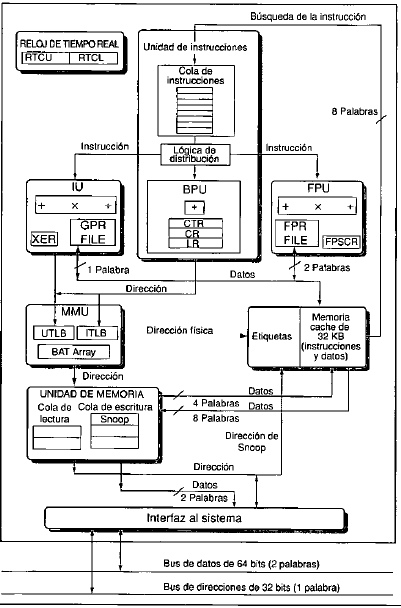 Búsqueda de la instrucción
RELOJ DE TIEMPO REAL
RTCU RTCL
Unidad de instrucciones
Cola de
instrucciones
8 Palabras
Instrucción
Lógica de
distribución
Instrucción
IU
+ × ÷
XER
GPR
FILE
BPU
+
CTR
CR
LR
FPU
+ × ÷
FPR
FILE
FPSCR
1 Palabra
Datos
2 Palabras
Dirección
MMU
UTLB ITLB
BAT Array
Dirección física
Etiquetas
Memoria
cache de
32 KB
(instrucciones
y datos)
Dirección
UNIDAD DE MEMORIA
Cola de
lectura
Cola de escritura
Snoop
Datos
4 Palabras
Datos
8 Palabras
Dirección de
Snoop
Dirección
Datos
2 Palabras
Interfaz al sistema
Bus de datos de 64 bits (2 palabras)
Bus de direcciones de 32 bits (1 palabra)